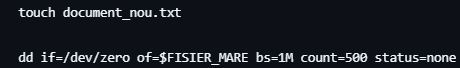 touch document_nou.txt
dd if=/dev/zero of=$FISIER_MARE bs=1M count=500 status=none